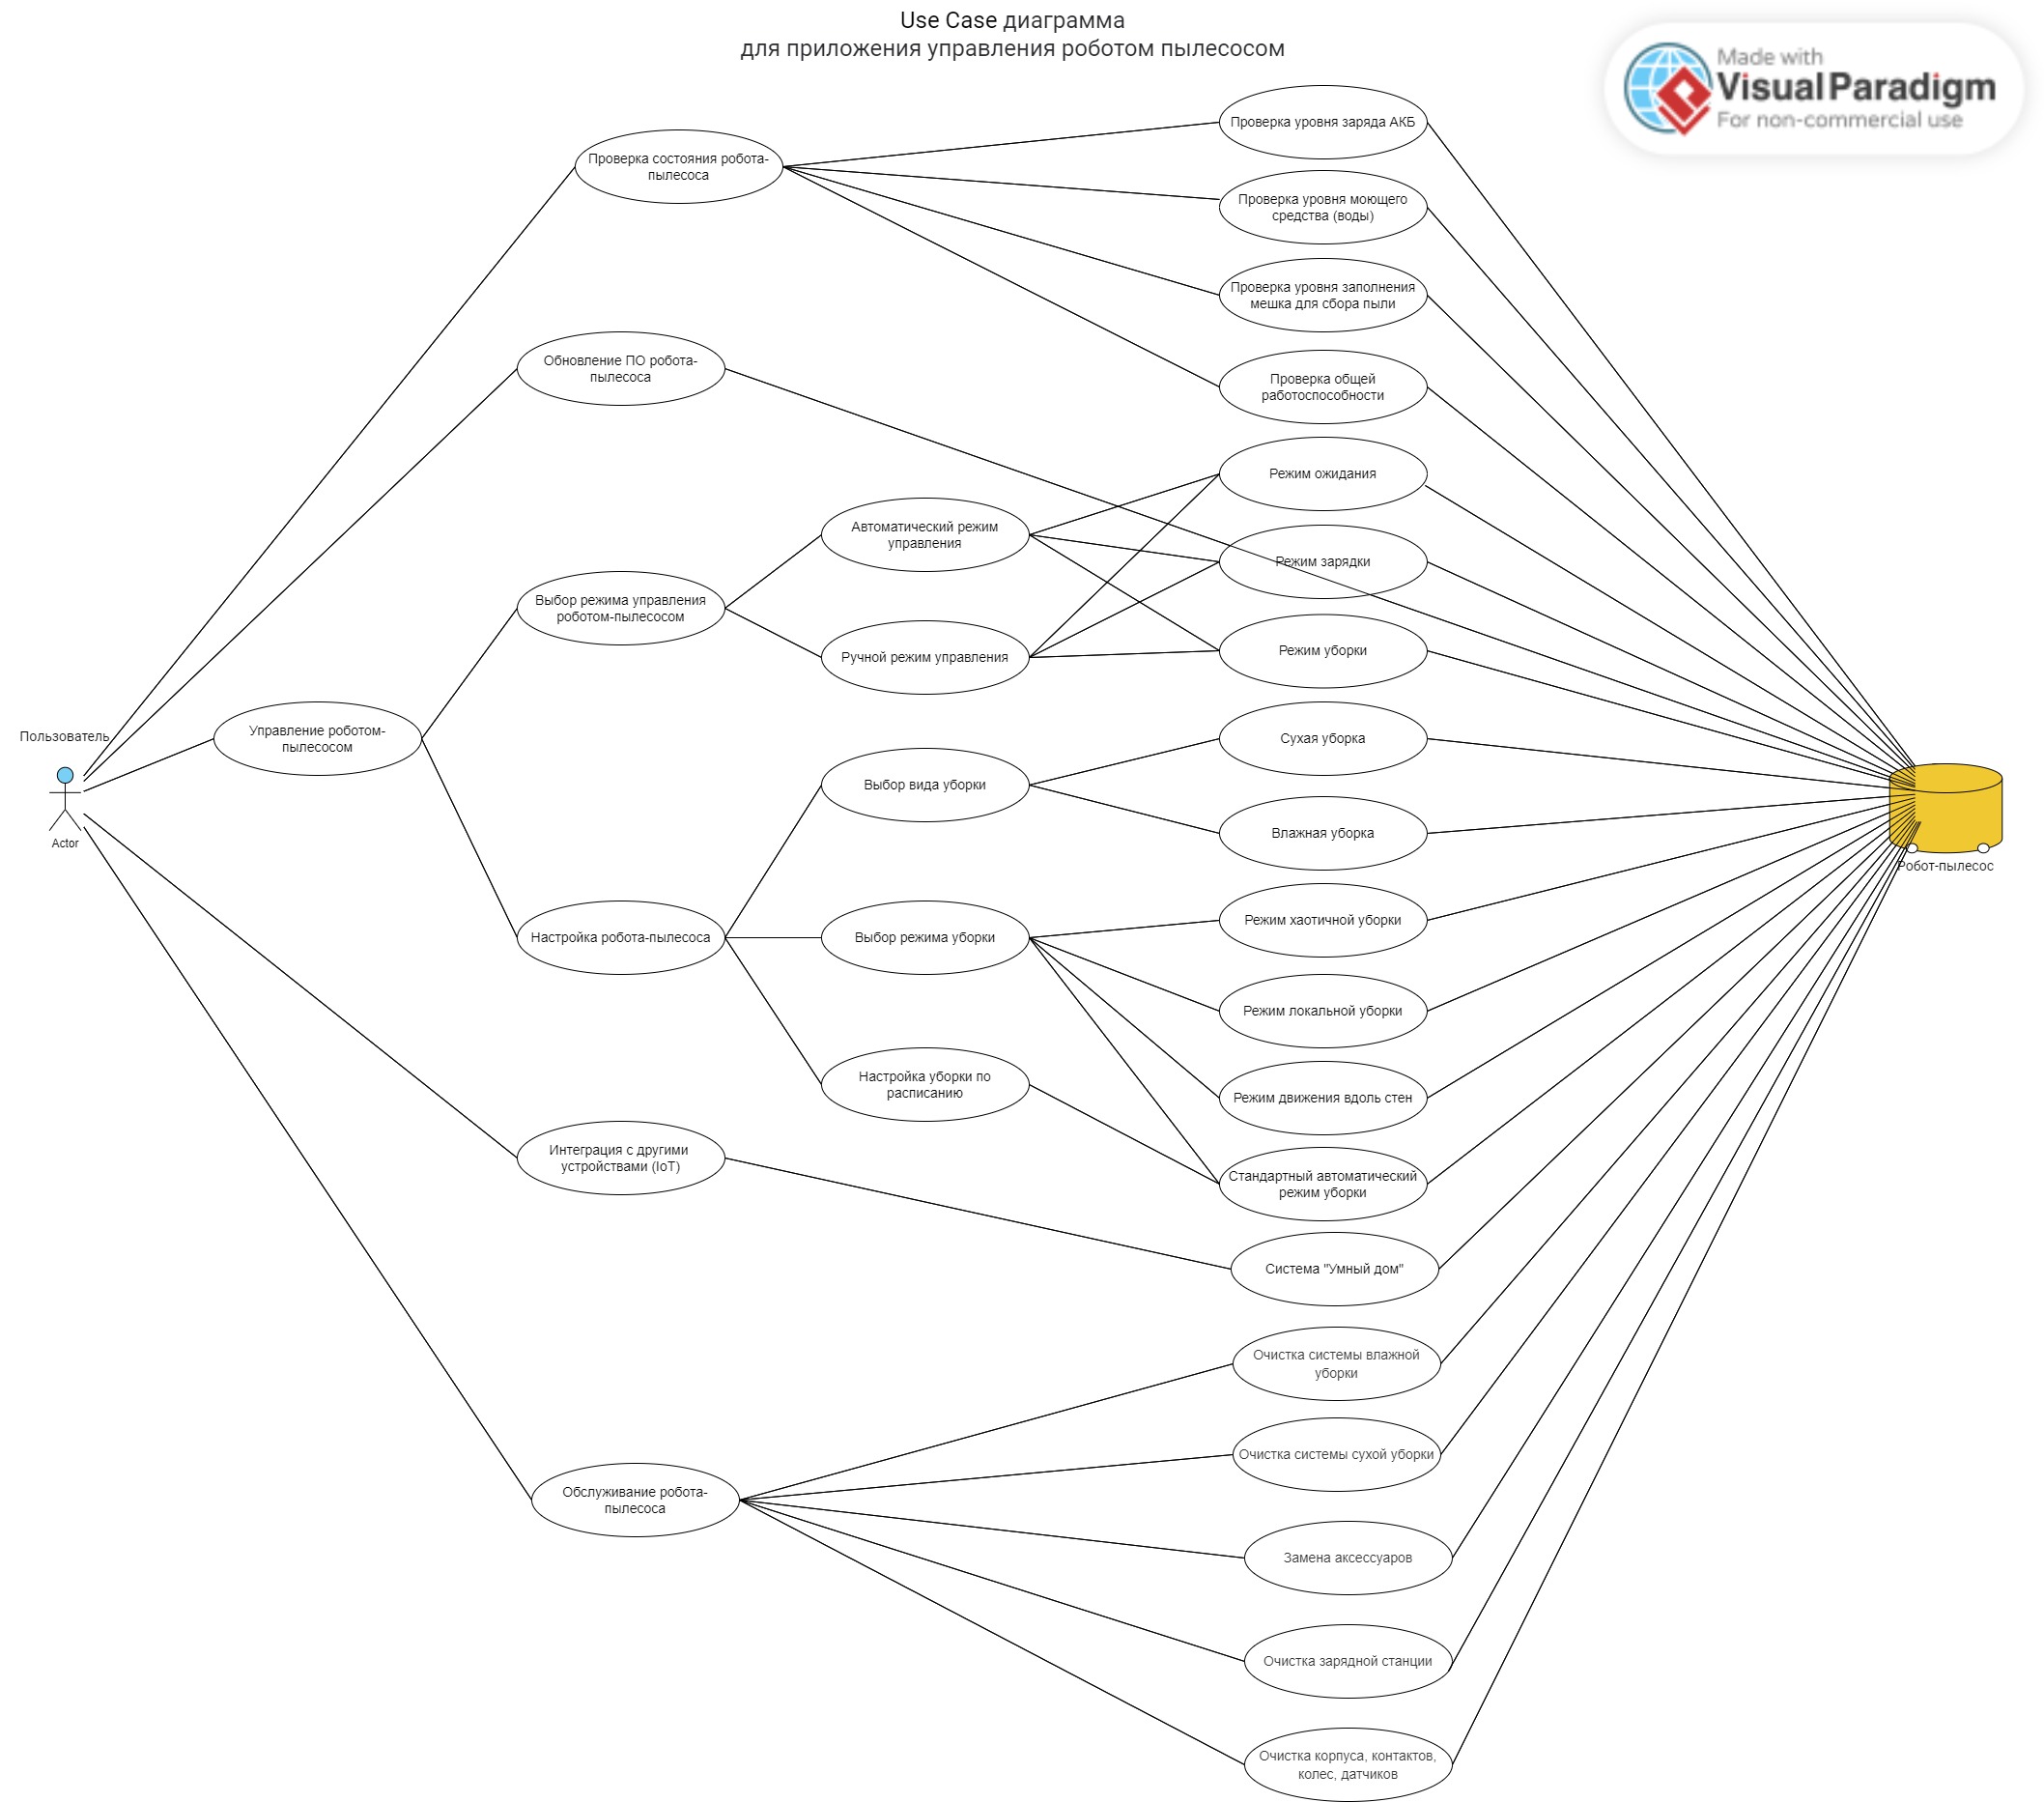 Use Case диаграмма
для приложения управления роботом пылесосом
Made with
Visual Paradigm
For non-commercial use
Проверка уровня заряда АКБ
Проверка состояния робота-
пылесоса
Проверка уровня моющего
средства (воды)
Проверка уровня заполнения
мешка для сбора пыли
Обновление ПО робота-
пылесоса
Проверка общей
работоспособности
Режим ожидания
Автоматический режим
управления
Режим зарядки
Выбор режима управления
роботом-пылесосом
Ручной режим управления
Режим уборки
Пользователь
Управление роботом-
пылесосом
Сухая уборка
Выбор вида уборки
Actor
Влажная уборка
Робот-пылесос
Настройка робота-пылесоса
Выбор режима уборки
Режим хаотичной уборки
Режим локальной уборки
Настройка уборки по
расписанию
Режим движения вдоль стен
Интеграция с другими
устройствами (IoT)
Стандартный автоматический
режим уборки
Система "Умный дом"
Очистка системы влажной
уборки
Очистка системы сухой уборки
Обслуживание робота-
пылесоса
Замена аксессуаров
Очистка зарядной станции
Очистка корпуса, контактов,
колес, датчиков